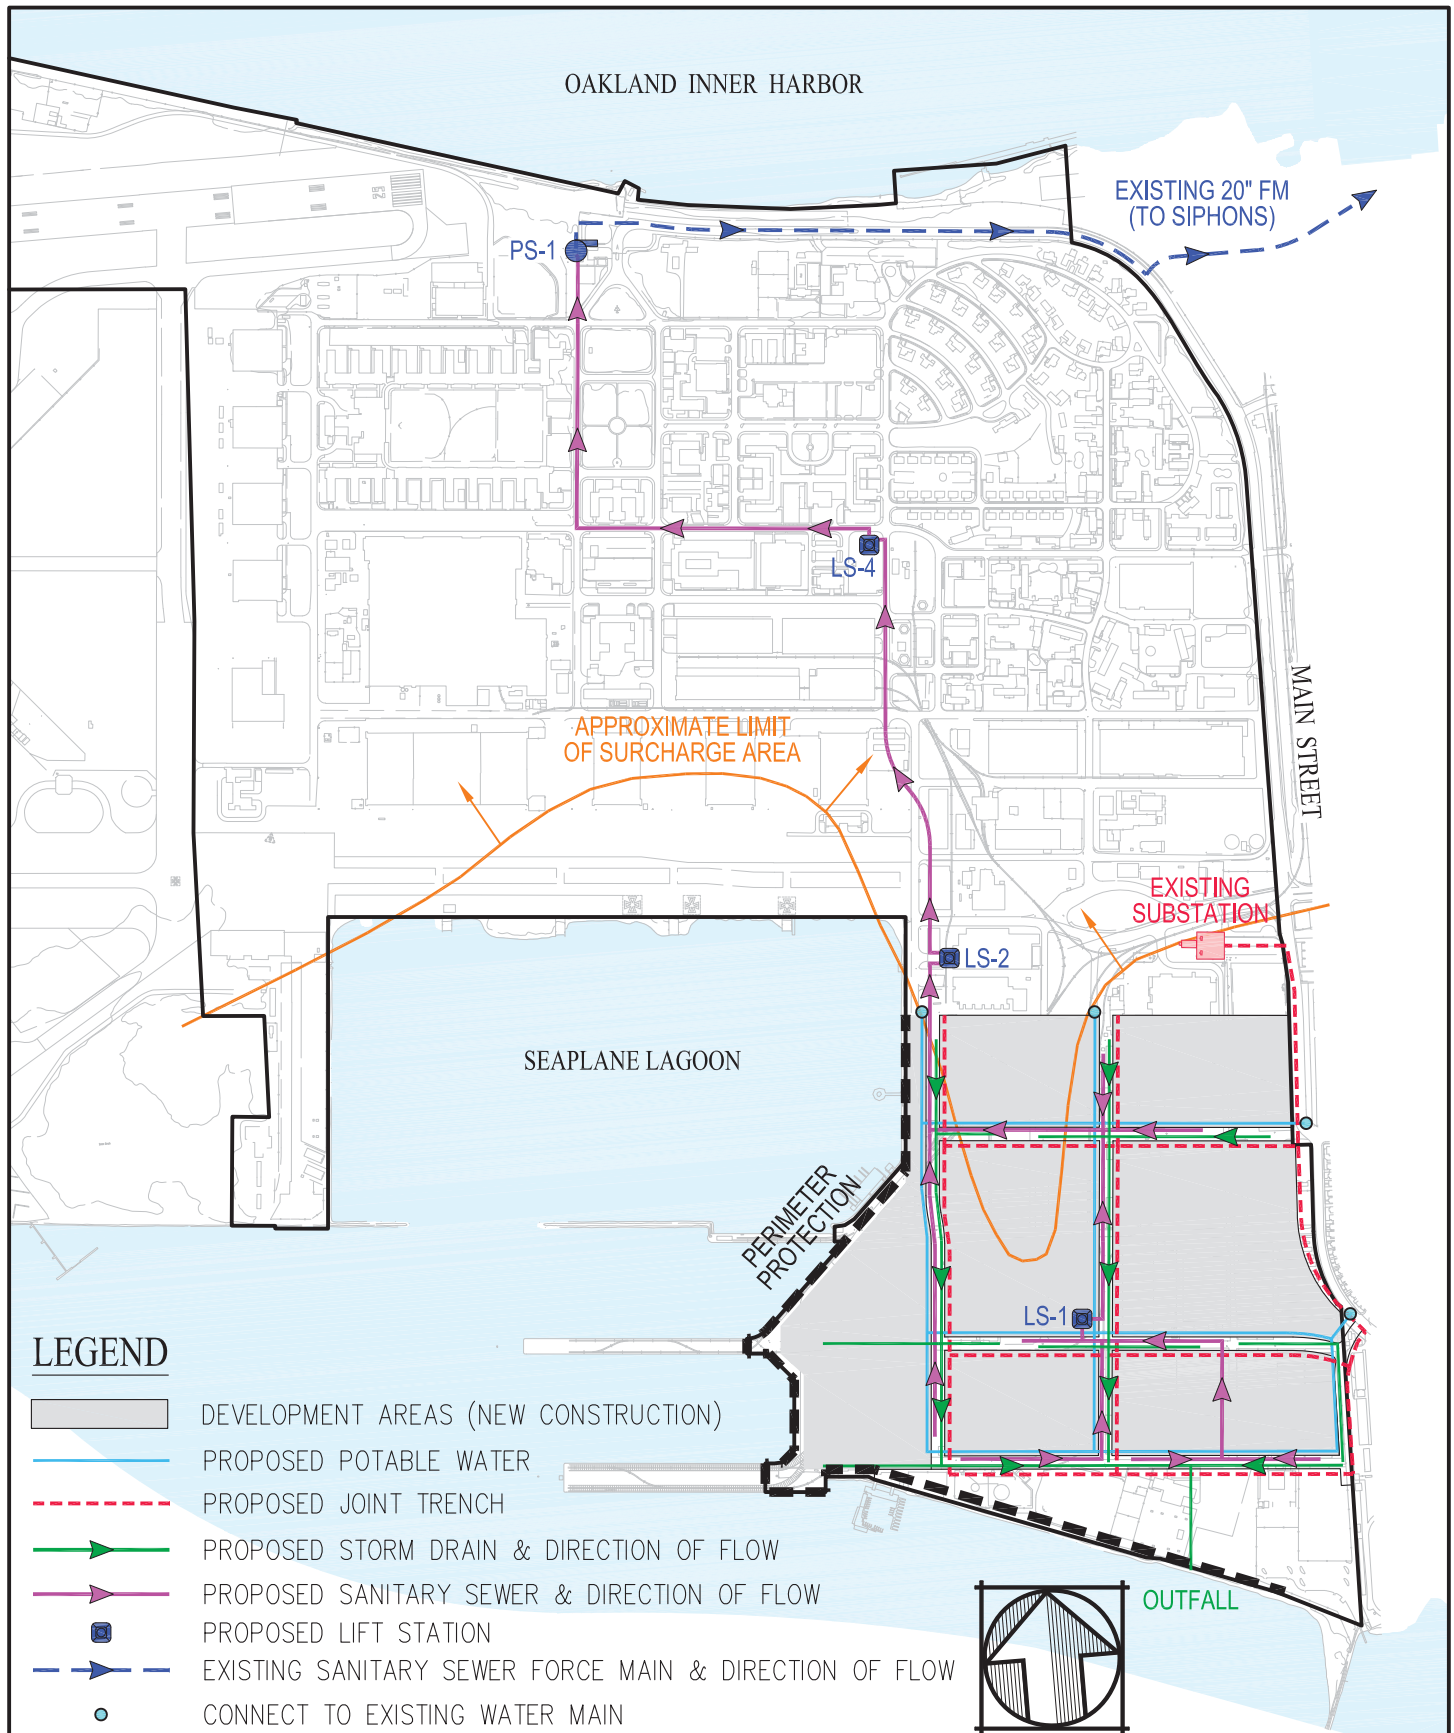 OAKLAND INNER HARBOR
EXISTING 20" FM
(TO SIPHONS)
PS-1
LS-4
MAIN STREET
APPROXIMATE LIMIT
OF SURCHARGE AREA
EXISTING
SUBSTATION
LS-2
SEAPLANE LAGOON
PERIMETER
PROTECTION
LS-1
LEGEND
DEVELOPMENT AREAS (NEW CONSTRUCTION)
PROPOSED POTABLE WATER
PROPOSED JOINT TRENCH
PROPOSED STORM DRAIN & DIRECTION OF FLOW
PROPOSED SANITARY SEWER & DIRECTION OF FLOW
PROPOSED LIFT STATION
EXISTING SANITARY SEWER FORCE MAIN & DIRECTION OF FLOW
CONNECT TO EXISTING WATER MAIN
OUTFALL